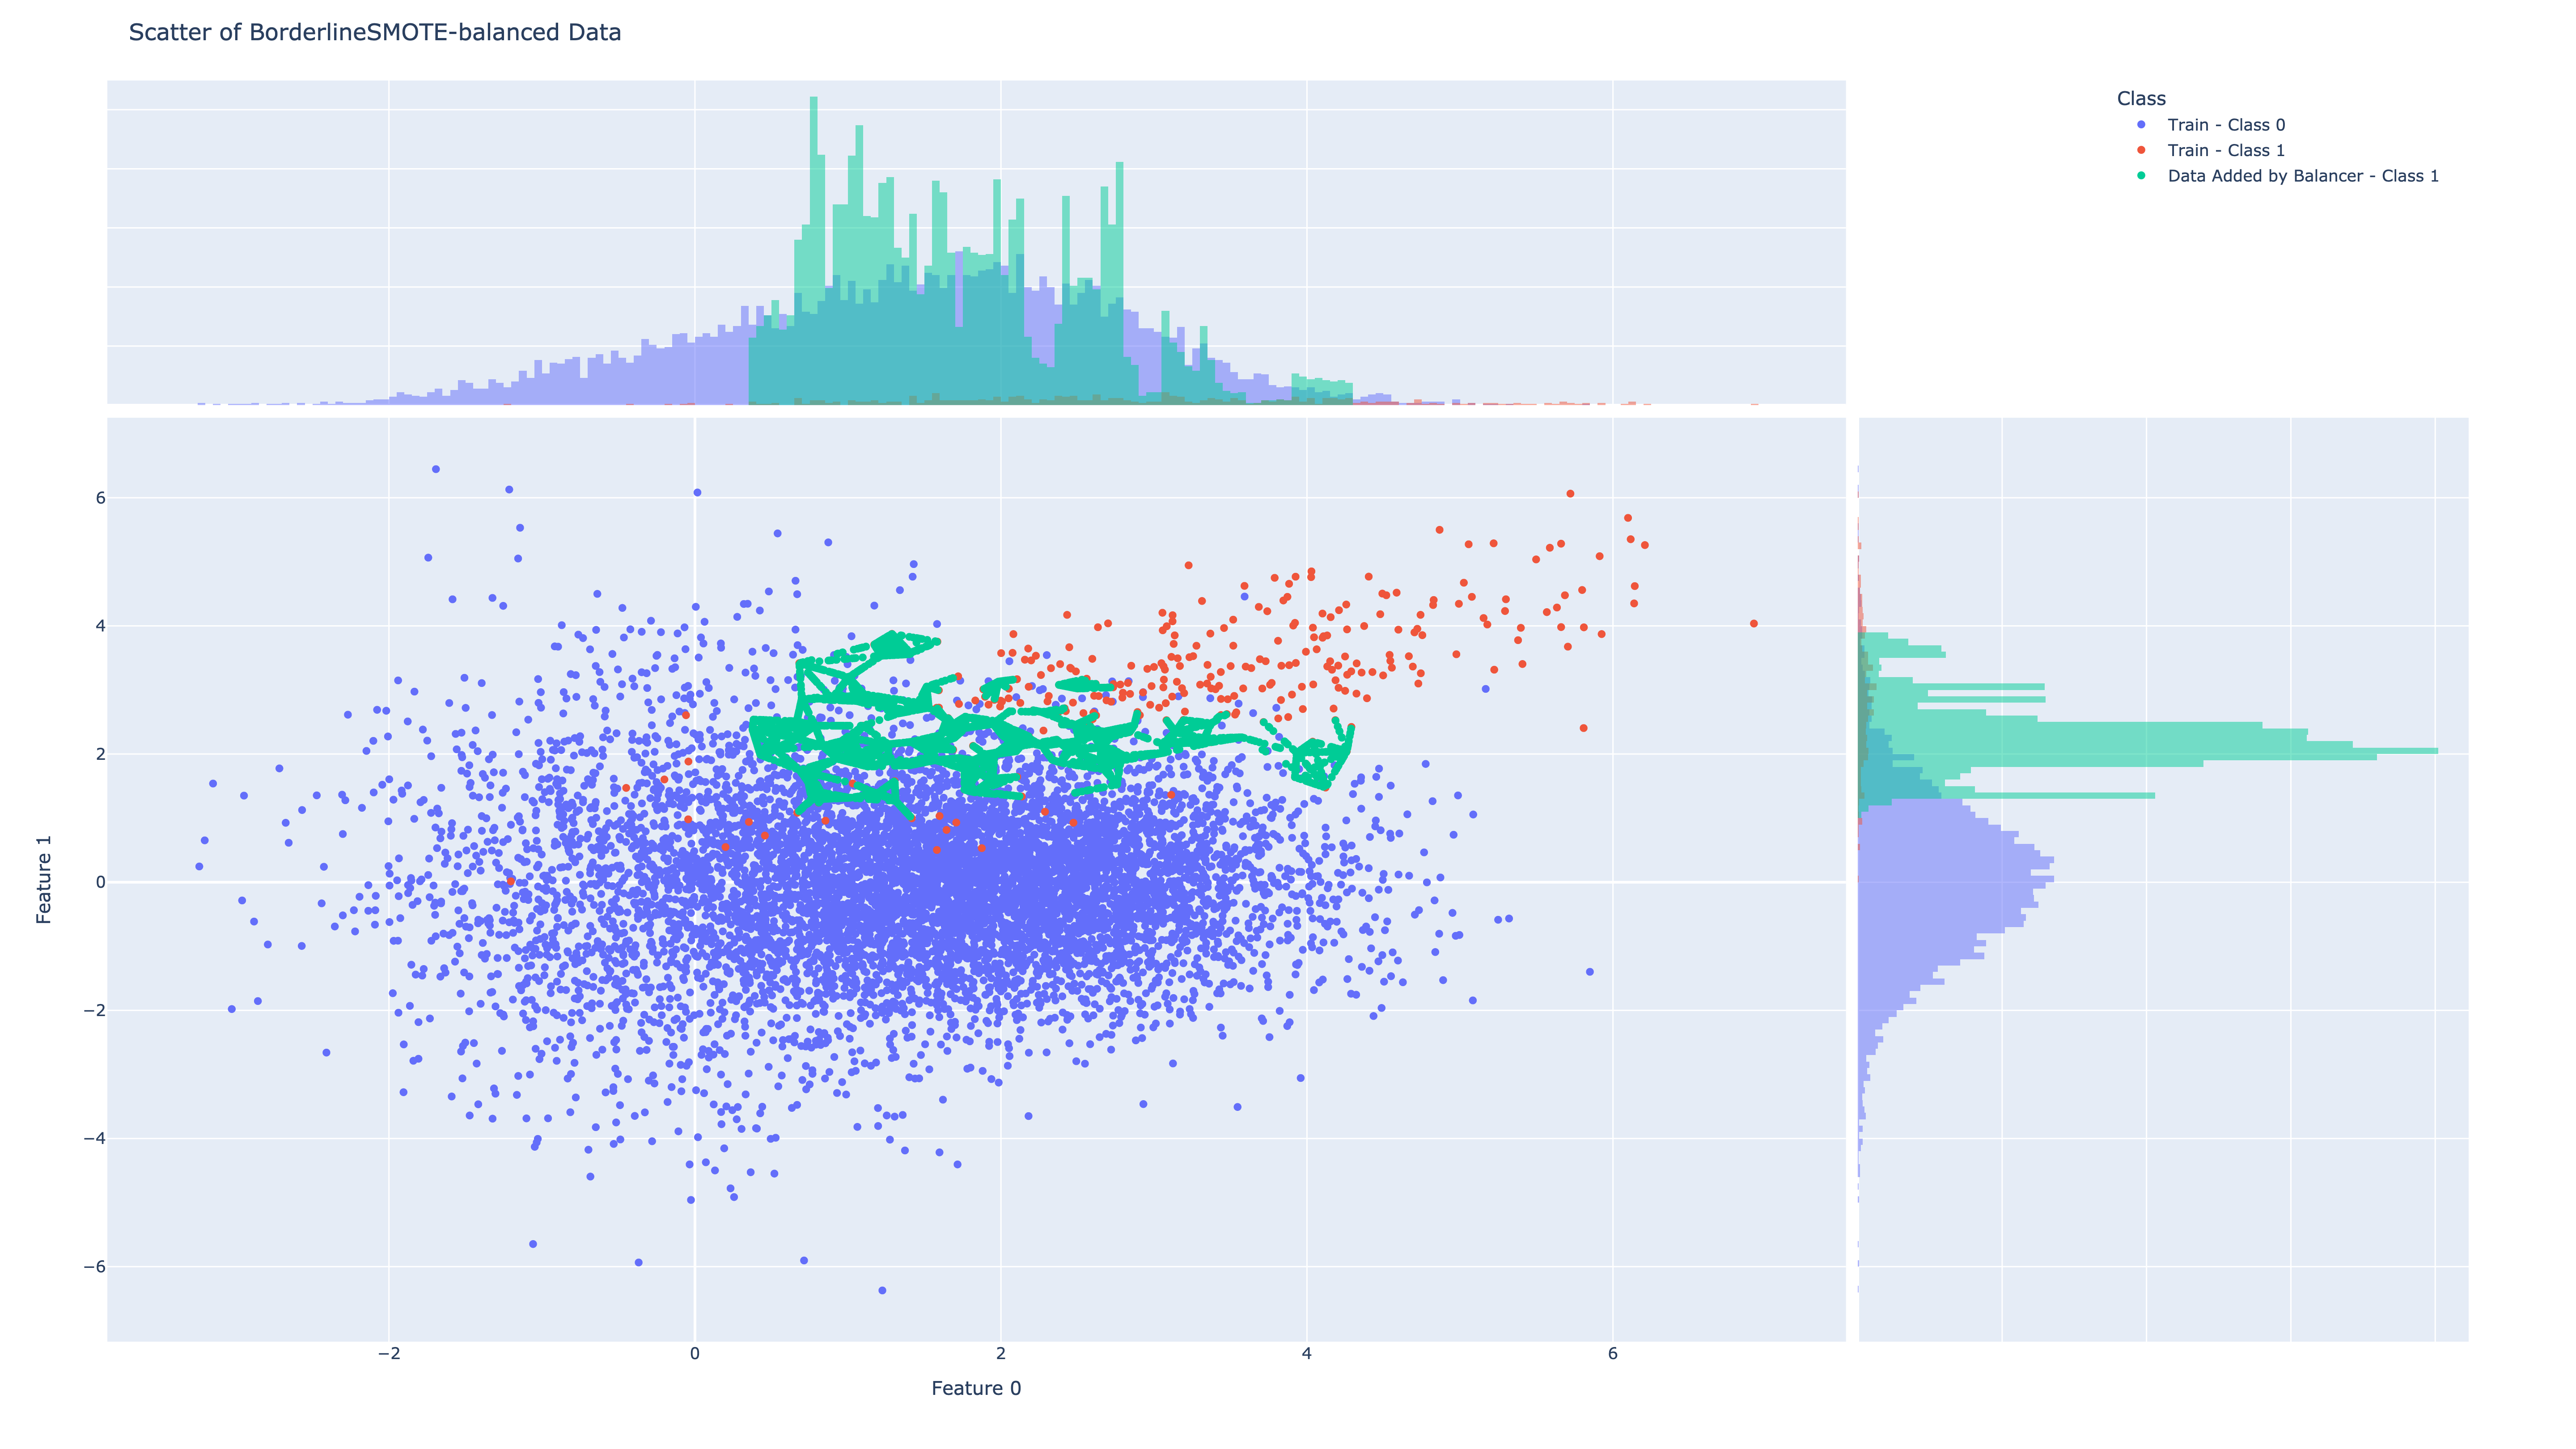 Scatter of BorderlineSMOTE-balanced Data
Class
Train - Class 0
Train - Class 1
Data Added by Balancer - Class 1
6
4
2
0
−2
−4
−6
Feature 1
−2
0
2
4
6
Feature 0